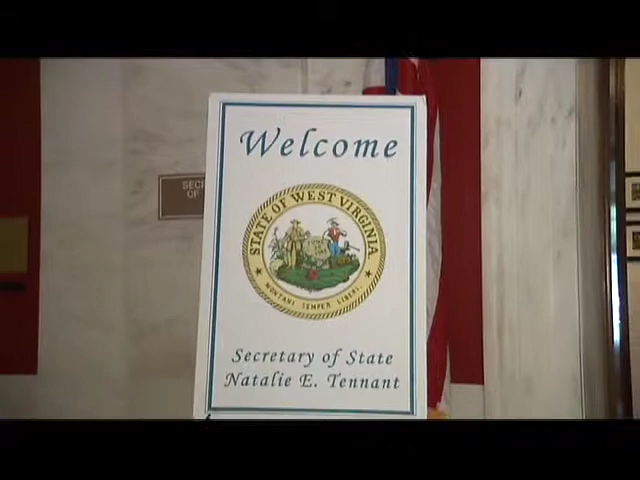 Welcome
STATE OF WEST VIRGINIA
MONTANI SEMPER LIBERI
Secretary of State
Natalie E. Tennant